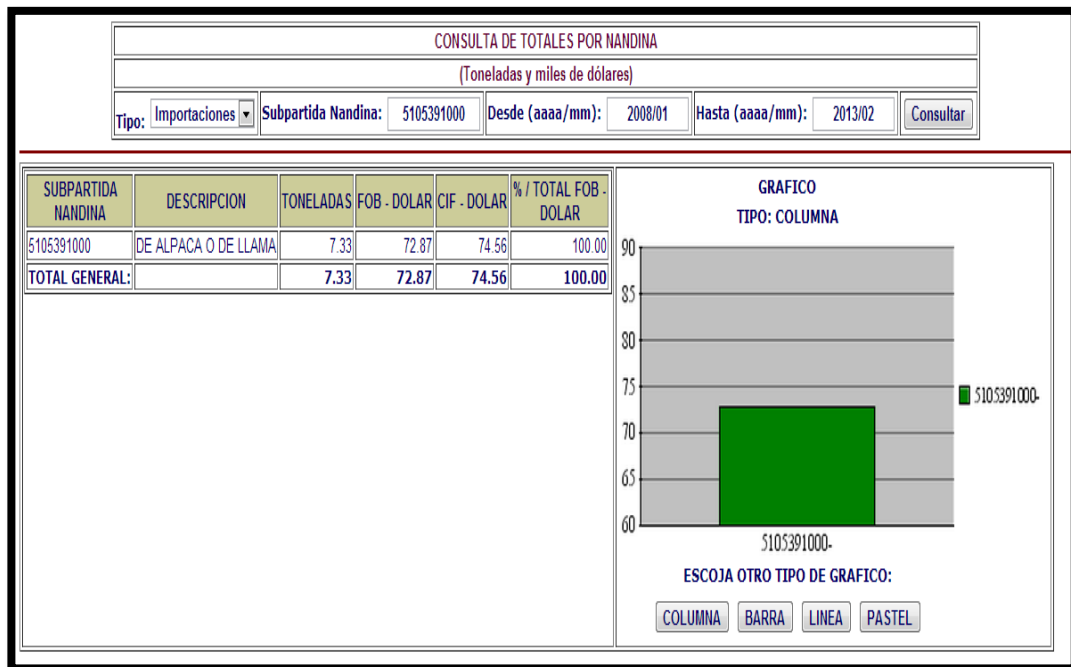 CONSULTA DE TOTALES POR NANDINA
(Toneladas y miles de dólares)
Tipo: Importaciones Subpartida Nandina: 5105391000 Desde (aaaa/mm): 2008/01 Hasta (aaaa/mm): 2013/02 Consultar
SUBPARTIDA NANDINA DESCRIPCION TONELADAS FOB - DOLAR CIF - DOLAR % / TOTAL FOB - DOLAR
5105391000 DE ALPACA O DE LLAMA 7.33 72.87 74.56 100.00
TOTAL GENERAL: 7.33 72.87 74.56 100.00
GRAFICO
TIPO: COLUMNA
90
85
80
75
70
65
60
5105391000-
5105391000-
ESCOJA OTRO TIPO DE GRAFICO:
COLUMNA BARRA LINEA PASTEL